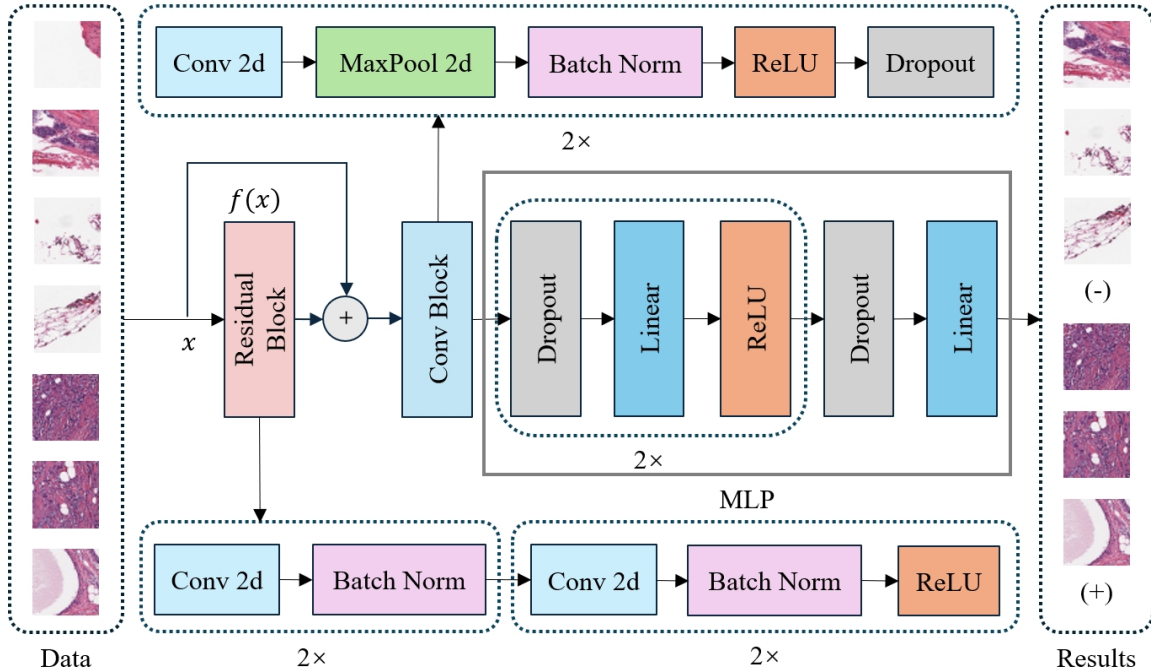 Conv 2d
MaxPool 2d
Batch Norm
ReLU
Dropout
2×
f(x)
x
Residual Block
+
Conv Block
Dropout
Linear
ReLU
2×
Dropout
Linear
MLP
Conv 2d
Batch Norm
2×
Conv 2d
Batch Norm
ReLU
2×
Data
(-)
(+)
Results